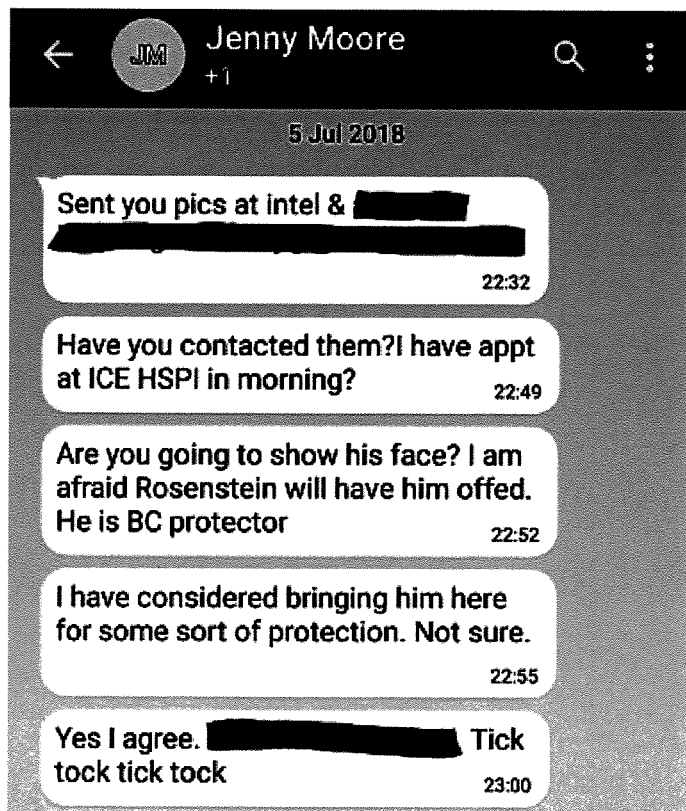 JM
Jenny Moore
+1
5 Jul 2018
Sent you pics at intel &
22:32
Have you contacted them?I have appt
at ICE HSPI in morning?
22:49
Are you going to show his face? I am
afraid Rosenstein will have him offed.
He is BC protector
22:52
I have considered bringing him here
for some sort of protection. Not sure.
22:55
Yes I agree. Tick
tock tick tock
23:00